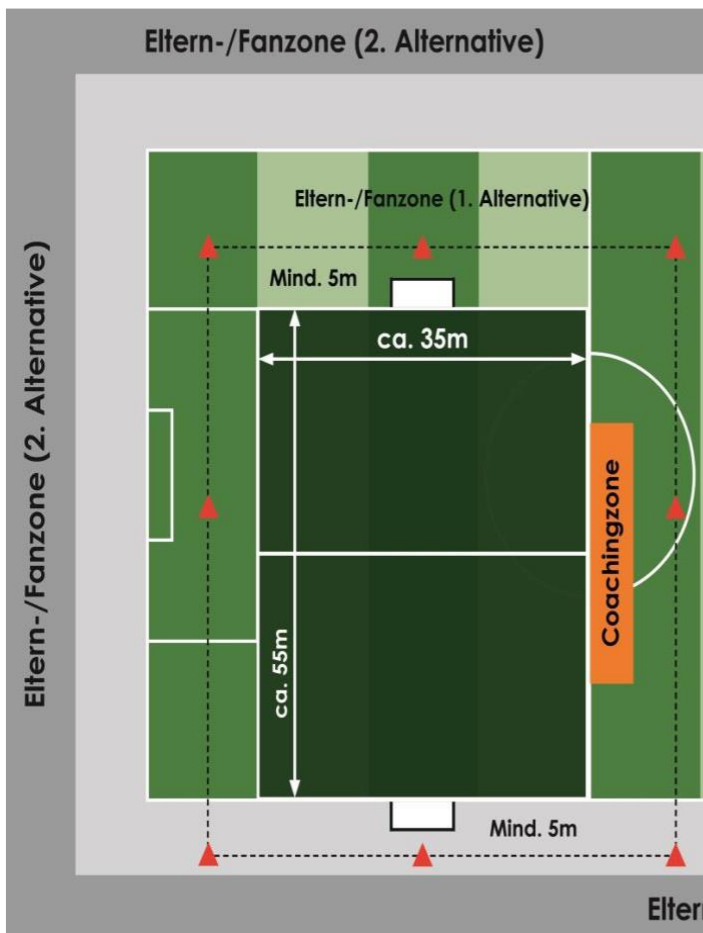 Eltern-/Fanzone (2. Alternative)
Eltern-/Fanzone (1. Alternative)
Mind. 5m
ca. 35m
Eltern-/Fanzone (2. Alternative)
Coachingzone
ca. 55m
Mind. 5m
Eltern